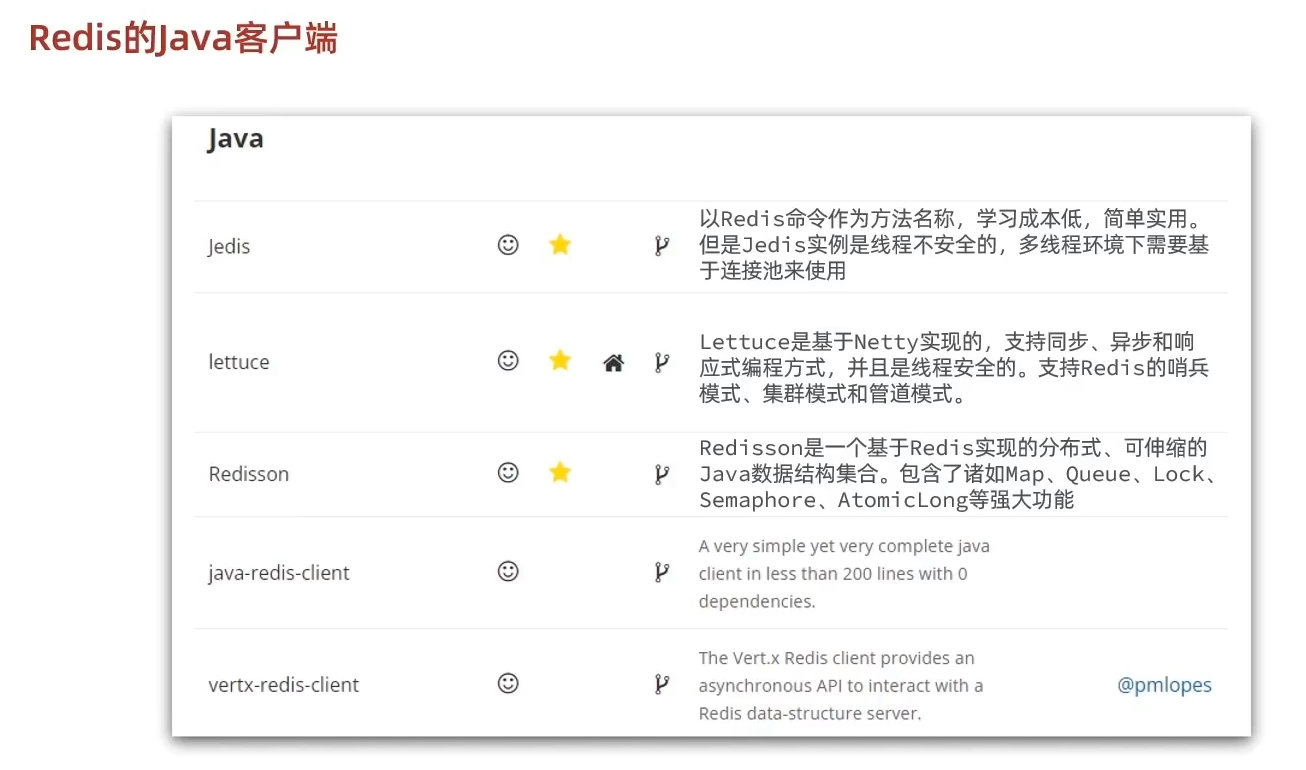 Redis的Java客户端
Java
Jedis
以Redis命令作为方法名称，学习成本低，简单实用。
但是Jedis实例是线程不安全的，多线程环境下需要基
于连接池来使用
lettuce
Lettuce是基于Netty实现的，支持同步、异步和响
应式编程方式，并且是线程安全的。支持Redis的哨兵
模式、集群模式和管道模式。
Redisson
Redisson是一个基于Redis实现的分布式、可伸缩的
Java数据结构集合。包含了诸如Map、Queue、Lock、
Semaphore、AtomicLong等强大功能
java-redis-client
A very simple yet very complete java
client in less than 200 lines with 0
dependencies.
vertx-redis-client
The Vert.x Redis client provides an
asynchronous API to interact with a
Redis data-structure server.
@pmlopes